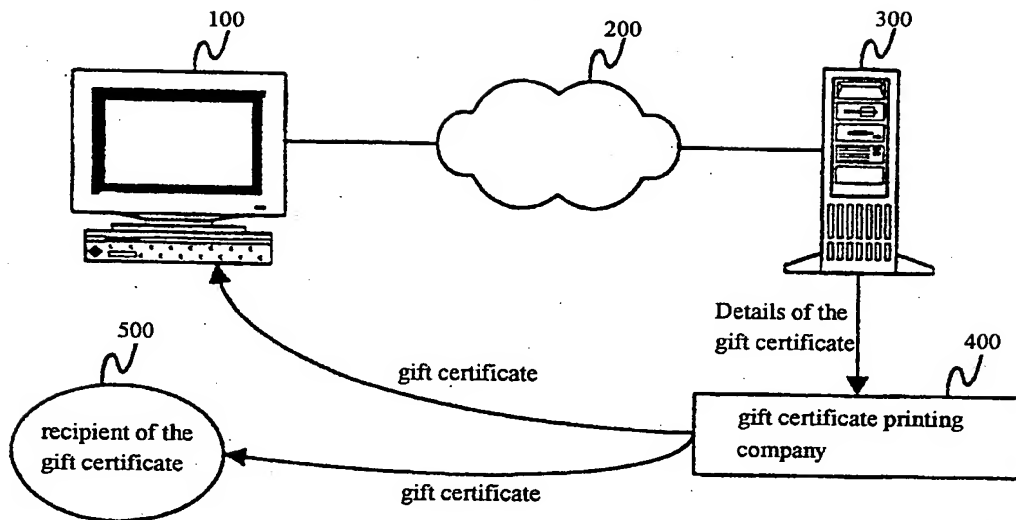 100
200
300
Details of the
gift certificate
500
400
gift certificate
gift certificate printing
company
recipient of the
gift certificate
gift certificate